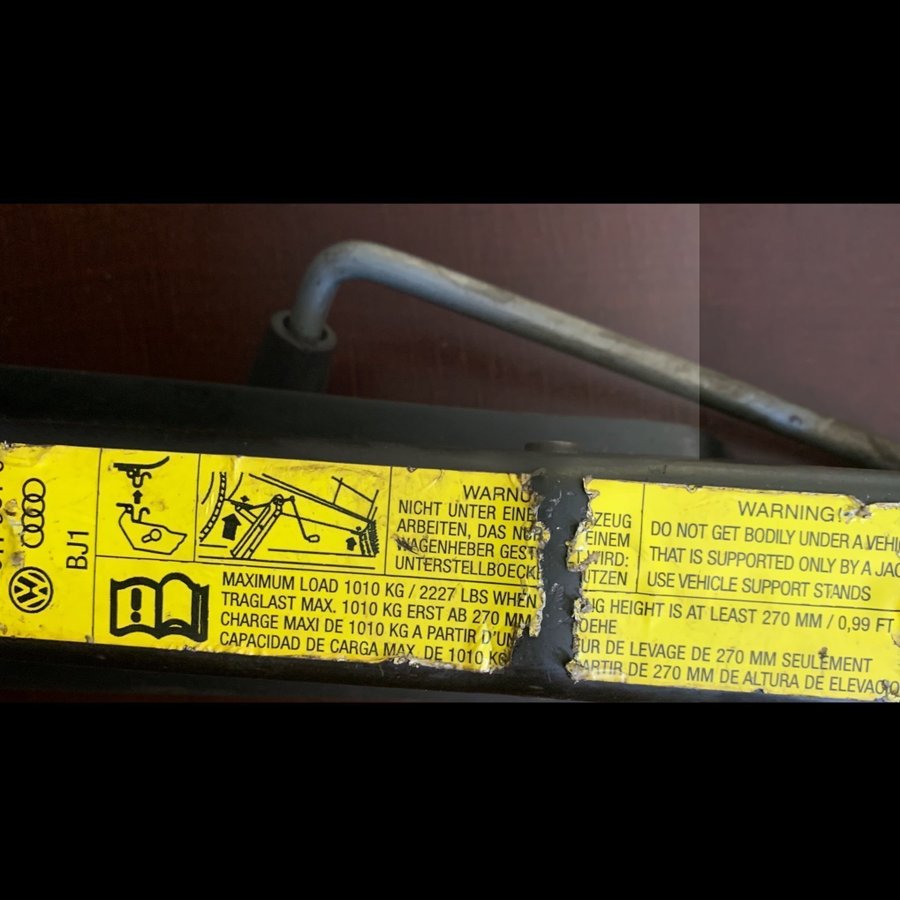 BJ1
WARNU
NICHT UNTER EINE
ARBEITEN, DAS NU
WAGENHEBER GEST
UNTERSTELLBOECK
MAXIMUM LOAD 1010 KG / 2227 LBS WHEN
TRAGLAST MAX. 1010 KG ERST AB 270 MM
CHARGE MAXI DE 1010 KG A PARTIR D'UN
CAPACIDAD DE CARGA MAX. DE 1010 KG
ZEUG
EINEM
WIRD:
UTZEN
WARNING
DO NOT GET BODILY UNDER A VEHI
THAT IS SUPPORTED ONLY BY A JAC
USE VEHICLE SUPPORT STANDS
NG HEIGHT IS AT LEAST 270 MM / 0,99 FT
OEHE
UR DE LEVAGE DE 270 MM SEULEMENT
ARTIR DE 270 MM DE ALTURA DE ELEVACIO